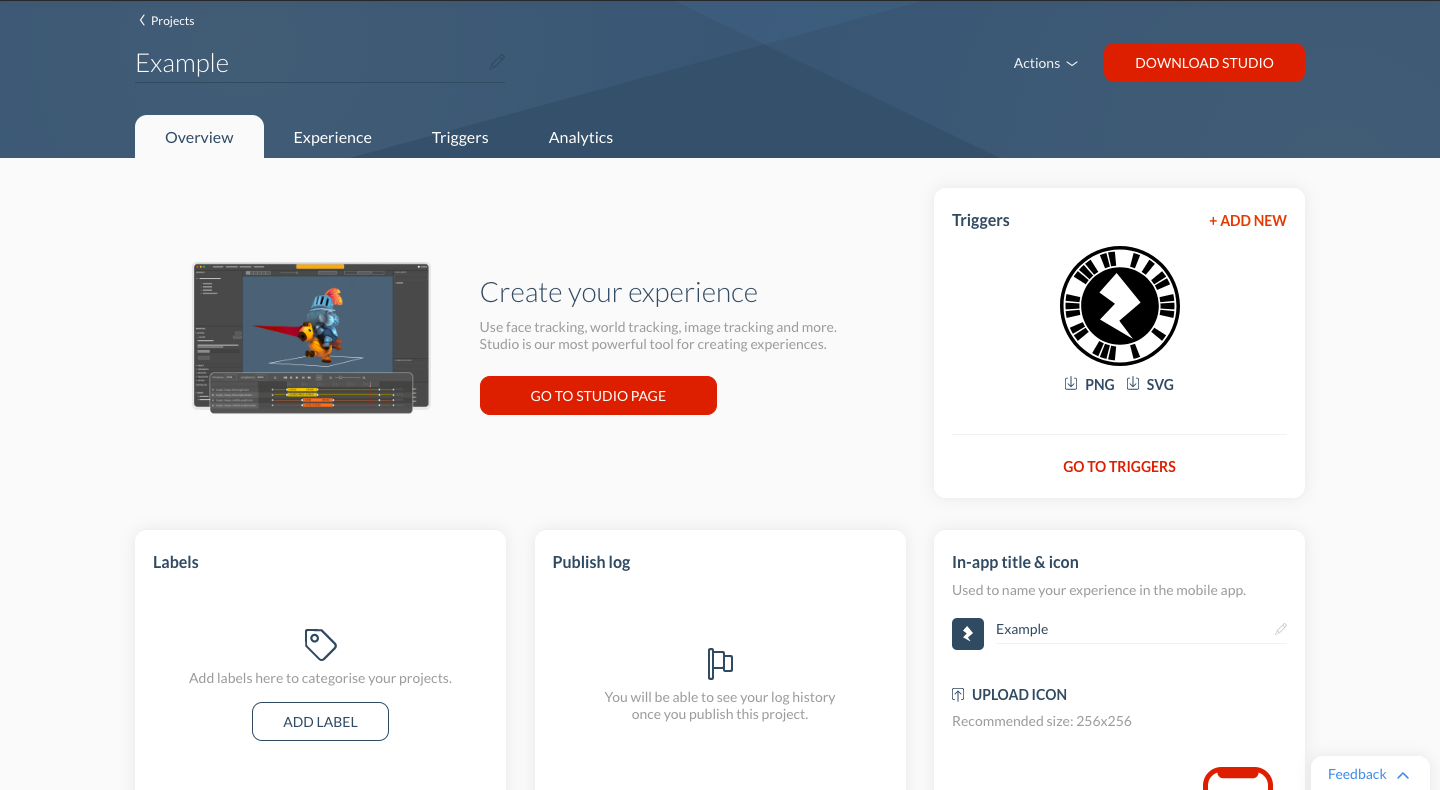 Projects
Example
Actions
DOWNLOAD STUDIO
Overview
Experience
Triggers
Analytics
Create your experience
Use face tracking, world tracking, image tracking and more.
Studio is our most powerful tool for creating experiences.
GO TO STUDIO PAGE
Triggers
+ ADD NEW
PNG
SVG
GO TO TRIGGERS
Labels
Add labels here to categorise your projects.
ADD LABEL
Publish log
You will be able to see your log history
once you publish this project.
In-app title & icon
Used to name your experience in the mobile app.
Example
UPLOAD ICON
Recommended size: 256x256
Feedback